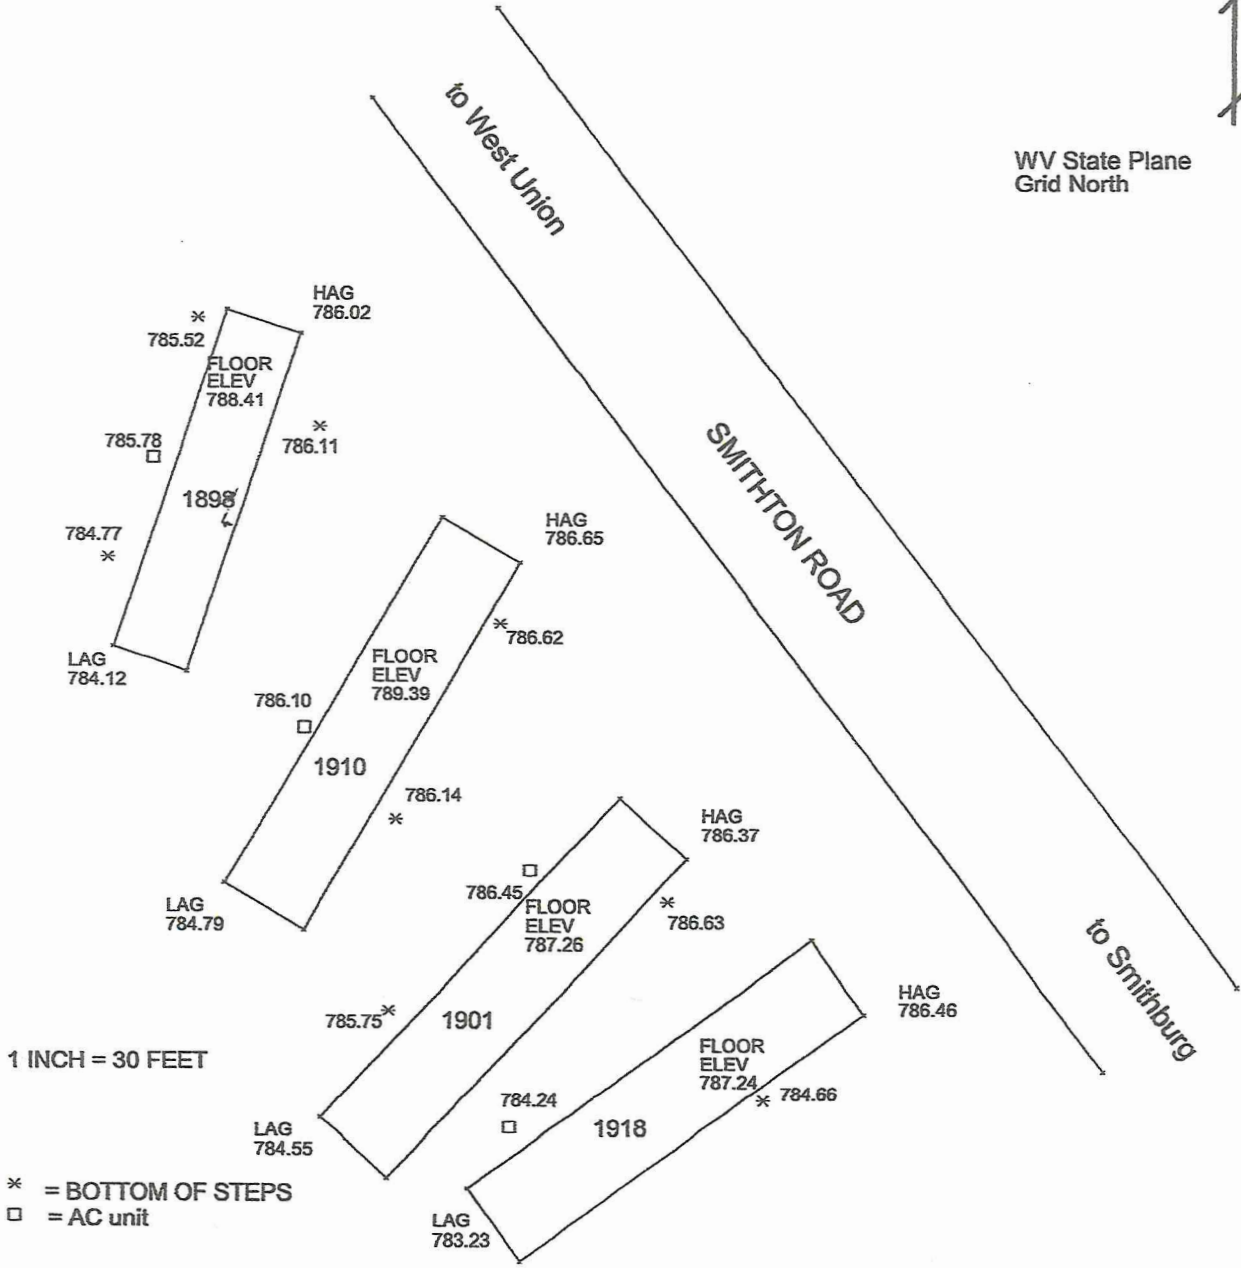 to West Union
WV State Plane
Grid North
HAG
786.02
785.52
FLOOR
ELEV
788.41
785.78
786.11
1898
784.77
LAG
784.12
SMITHTON ROAD
HAG
786.65
786.62
FLOOR
ELEV
789.39
786.10
1910
786.14
LAG
784.79
HAG
786.37
786.45
FLOOR
ELEV
787.26
786.63
785.75
1901
LAG
784.55
to Smithburg
HAG
786.46
FLOOR
ELEV
787.24
784.66
784.24
1918
LAG
783.23
1 INCH = 30 FEET
* = BOTTOM OF STEPS
□ = AC unit